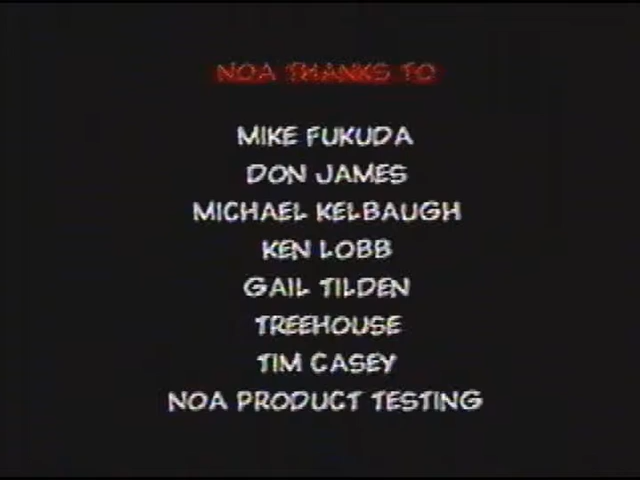 NOA THANKS TO
MIKE FUKUDA
DON JAMES
MICHAEL KELBAUGH
KEN LOBB
GAIL TILDEN
TREEHOUSE
TIM CASEY
NOA PRODUCT TESTING